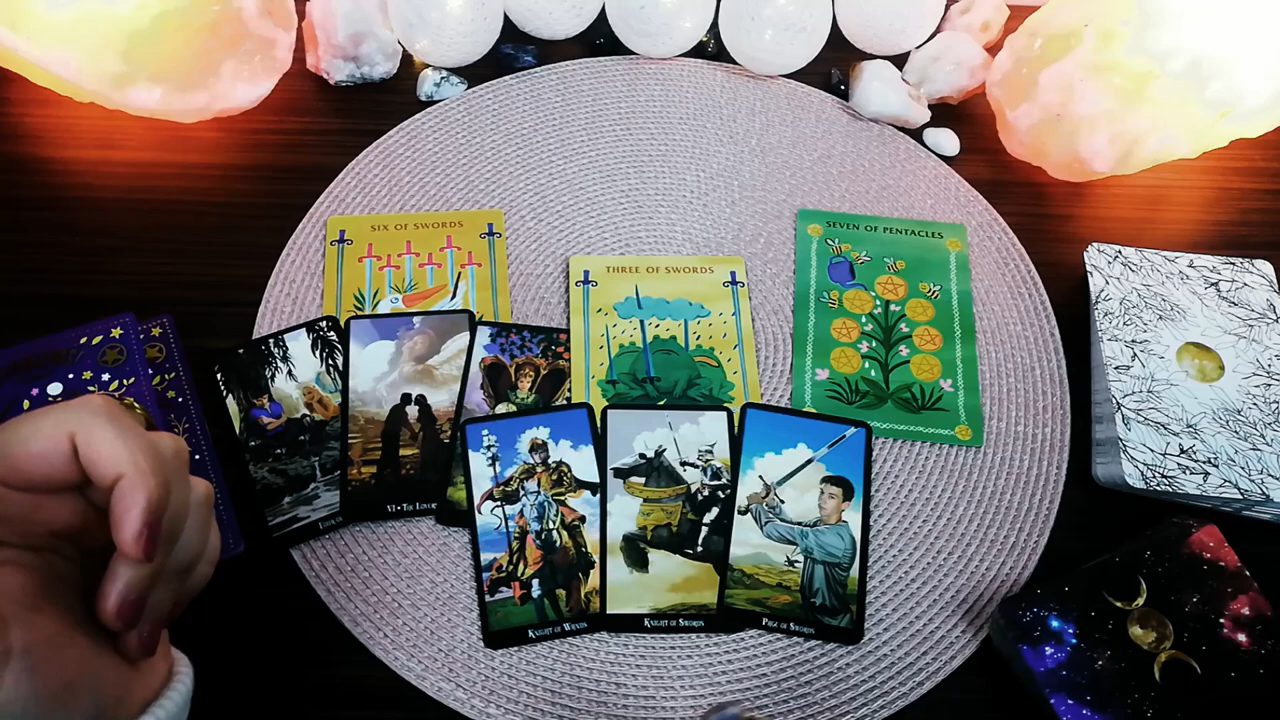 SIX OF SWORDS
THREE OF SWORDS
SEVEN OF PENTACLES
VI • THE LOVERS
KNIGHT OF WANDS
KNIGHT OF SWORDS
PAGE OF SWORDS